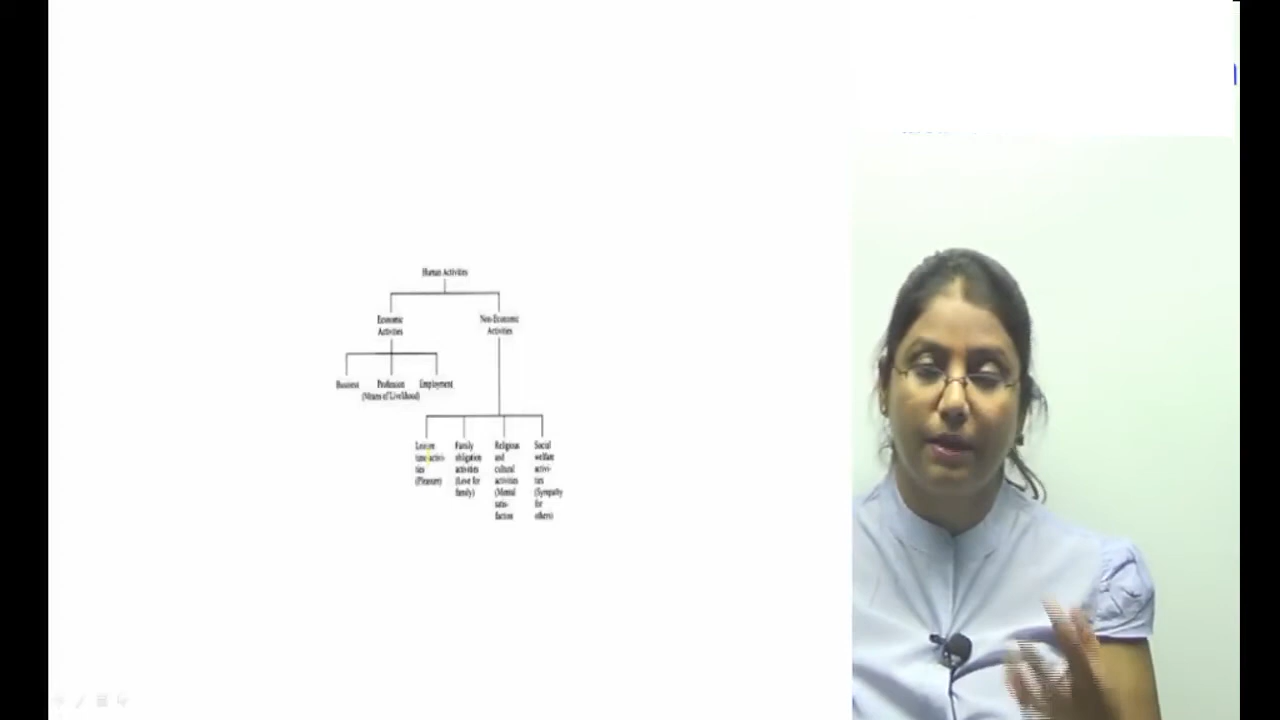 Human Activities
Economic
Activities
Non-Economic
Activities
Business
Profession
(Means of Livelihood)
Employment
Leisure
time activi-
ties
(Pleasure)
Family
obligation
activities
(Love for
family)
Religious
and
cultural
activities
(Mental
satis-
faction
Social
welfare
activi-
ties
(Sympathy
for
others)